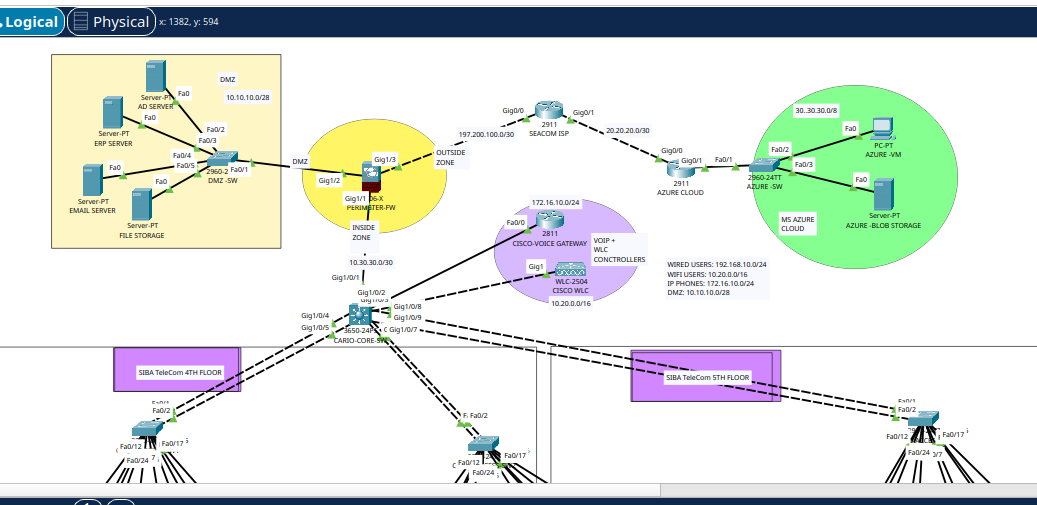 Logical
Physical
x: 1382, y: 594
DMZ
10.10.10.0/28
Server-PT
AD SERVER
Fa0
Server-PT
ERP SERVER
Fa0
Fa0/2
Fa0/3
Fa0/4
Fa0/5
Fa0/1
DMZ -SW
Fa0
Server-PT
EMAIL SERVER
Fa0
Server-PT
FILE STORAGE
DMZ
Gig1/2
Gig1/3
Gig1/1
OUTSIDE
ZONE
INSIDE
ZONE
197.200.100.0/30
Gig0/0
Gig0/1
2911
SEACOM ISP
20.20.20.0/30
Gig0/0
Gig0/1
2911
AZURE CLOUD
Fa0/1
Fa0/2
Fa0/3
2960-24TT
AZURE -SW
30..30.30.0/8
Fa0
PC-PT
AZURE -VM
Fa0
Server-PT
AZURE -BLOB STORAGE
MS AZURE
CLOUD
172.16.10.0/24
Fa0/0
2811
CISCO-VOICE GATEWAY
VOIP +
WLC
CONCTROLLERS
Gig1
WLC-2504
CISCO WLC
10.20.0.0/16
WIRED USERS: 192.168.10.0/24
WIFI USERS: 10.20.0.0/16
IP PHONES: 172.16.10.0/24
DMZ: 10.10.10.0/28
10.30.30.0/30
Gig1/0/1
Gig1/0/2
Gig1/0/4
Gig1/0/5
Gig1/0/8
Gig1/0/9
Gig1/0/7
SIBA TeleCom 4TH FLOOR
SIBA TeleCom 5TH FLOOR
Fa0/2
Fa0/12
Fa0/17
Fa0/24
Fa0/2
Fa0/12
Fa0/17
Fa0/24
Fa0/1
Fa0/2
Fa0/12
Fa0/17
Fa0/24